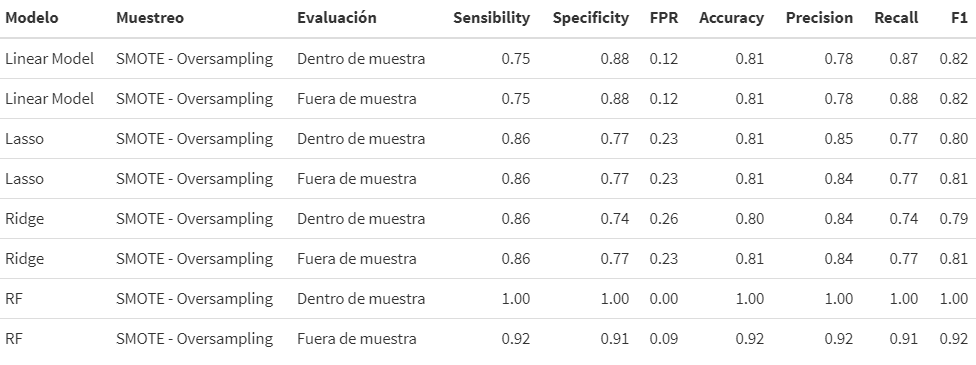 Modelo Muestreo Evaluación Sensibility Specificity FPR Accuracy Precision Recall F1
Linear Model SMOTE - Oversampling Dentro de muestra 0.75 0.88 0.12 0.81 0.78 0.87 0.82
Linear Model SMOTE - Oversampling Fuera de muestra 0.75 0.88 0.12 0.81 0.78 0.88 0.82
Lasso SMOTE - Oversampling Dentro de muestra 0.86 0.77 0.23 0.81 0.85 0.77 0.80
Lasso SMOTE - Oversampling Fuera de muestra 0.86 0.77 0.23 0.81 0.84 0.77 0.81
Ridge SMOTE - Oversampling Dentro de muestra 0.86 0.74 0.26 0.80 0.84 0.74 0.79
Ridge SMOTE - Oversampling Fuera de muestra 0.86 0.77 0.23 0.81 0.84 0.77 0.81
RF SMOTE - Oversampling Dentro de muestra 1.00 1.00 0.00 1.00 1.00 1.00 1.00
RF SMOTE - Oversampling Fuera de muestra 0.92 0.91 0.09 0.92 0.92 0.91 0.92